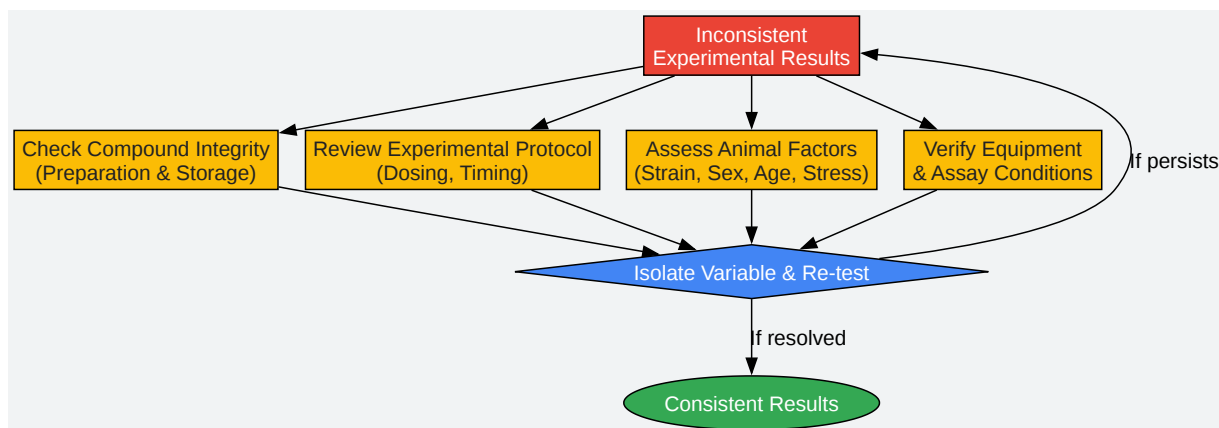 Inconsistent
Experimental Results
Check Compound Integrity
(Preparation & Storage)
Review Experimental Protocol
(Dosing, Timing)
Assess Animal Factors
(Strain, Sex, Age, Stress)
Verify Equipment
& Assay Conditions
If persists
Isolate Variable & Re-test
If resolved
Consistent Results